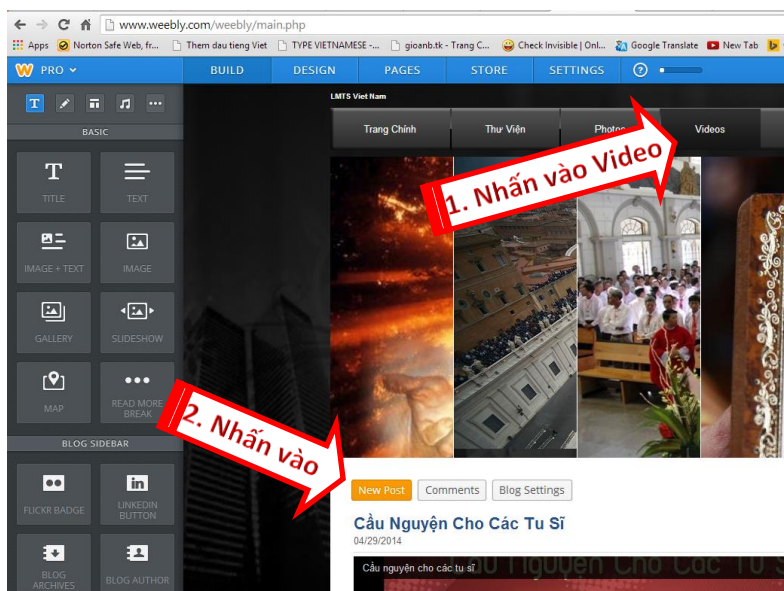 www.weebly.com/weebly/main.php
Apps Norton Safe Web, fr... Them dau tieng Viet TYPE VIETNAMESE -... gioanb.tk - Trang C... Check Invisible | Onl... Google Translate New Tab
PRO BUILD DESIGN PAGES STORE SETTINGS ?
LMTS Viet Nam
Trang Chính Thư Viện Photos Videos
1. Nhấn vào Video
BASIC
TITLE TEXT
IMAGE + TEXT IMAGE
GALLERY SLIDESHOW
MAP READ MORE BREAK
2. Nhấn vào
BLOG SIDEBAR
FLICKR BADGE LINKEDIN BUTTON
BLOG ARCHIVES BLOG AUTHOR
New Post Comments Blog Settings
Cầu Nguyện Cho Các Tu Sĩ
04/29/2014
Cầu nguyện cho các tu sĩ